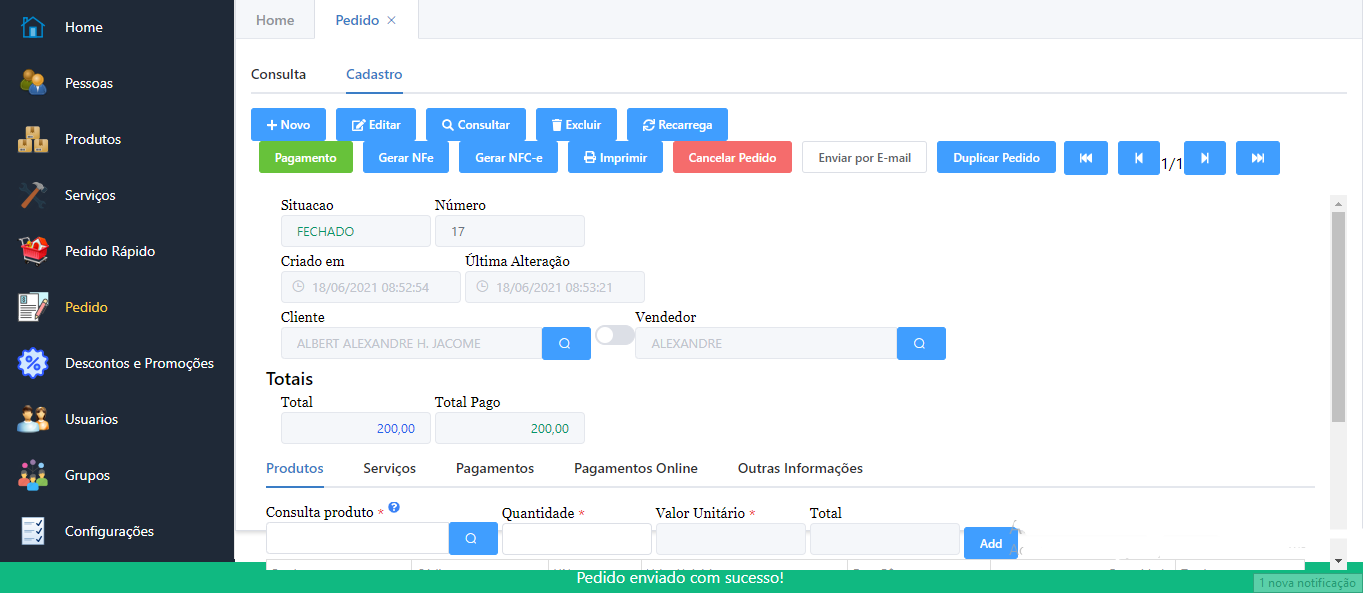 Home
Pessoas
Produtos
Serviços
Pedido Rápido
Pedido
Descontos e Promoções
Usuarios
Grupos
Configurações
Home Pedido ×
Consulta Cadastro
+ Novo Editar Consultar Excluir Recarrega
Pagamento Gerar NFe Gerar NFC-e Imprimir Cancelar Pedido Enviar por E-mail Duplicar Pedido 1/1
Situacao Número
FECHADO 17
Criado em Última Alteração
18/06/2021 08:52:54 18/06/2021 08:53:21
Cliente Vendedor
ALBERT ALEXANDRE H. JACOME ALEXANDRE
Totais
Total Total Pago
200,00 200,00
Produtos Serviços Pagamentos Pagamentos Online Outras Informações
Consulta produto * ? Quantidade * Valor Unitário * Total
Add
Pedido enviado com sucesso!
1 nova notificação